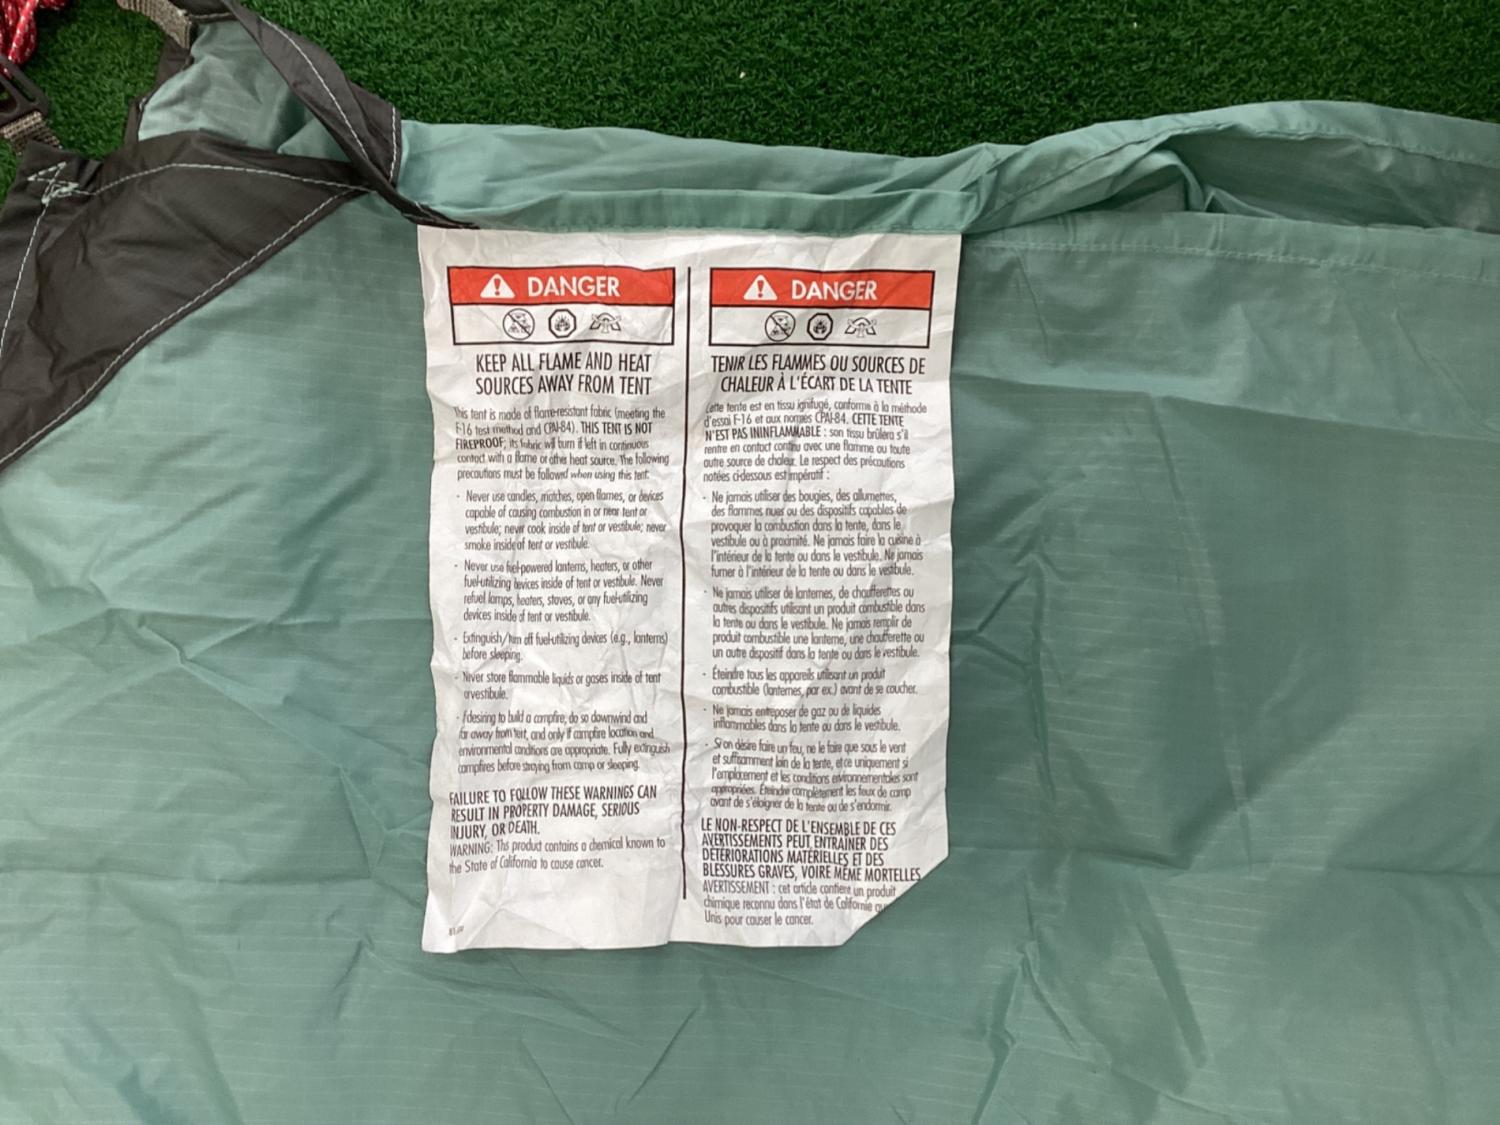 DANGER
KEEP ALL FLAME AND HEAT
SOURCES AWAY FROM TENT
This tent is made of flame-resistant fabric (meeting the
F-16 test method and CPAI-84). THIS TENT IS NOT
FIREPROOF; its fabric will burn if left in continuous
contact with a flame or other heat source. The following
precautions must be followed when using this tent:
· Never use candles, matches, open flames, or devices
capable of causing combustion in or near tent or
vestibule; never cook inside of tent or vestibule; never
smoke inside of tent or vestibule.
· Never use fuel-powered lanterns, heaters, or other
fuel-utilizing devices inside of tent or vestibule. Never
refuel lamps, heaters, stoves, or any fuel-utilizing
devices inside of tent or vestibule.
· Extinguish/turn off fuel-utilizing devices (e.g., lanterns)
before sleeping.
· Never store flammable liquids or gases inside of tent
or vestibule.
· If desiring to build a campfire, do so downwind and
far away from tent, and only if campfire location and
environmental conditions are appropriate. Fully extinguish
campfires before straying from camp or sleeping.
FAILURE TO FOLLOW THESE WARNINGS CAN
RESULT IN PROPERTY DAMAGE, SERIOUS
INJURY, OR DEATH.
WARNING: This product contains a chemical known to
the State of California to cause cancer.
DANGER
TENIR LES FLAMMES OU SOURCES DE
CHALEUR À L'ÉCART DE LA TENTE
Cette tente est en tissu ignifugé, conforme à la méthode
d'essai F-16 et aux normes CPAI-84. CETTE TENTE
N'EST PAS ININFLAMMABLE : son tissu brûlera s'il
rentre en contact continu avec une flamme ou toute
autre source de chaleur. Le respect des précautions
notées ci-dessous est impératif :
· Ne jamais utiliser des bougies, des allumettes,
des flammes nues ou des dispositifs capables de
provoquer la combustion dans la tente, dans le
vestibule ou à proximité. Ne jamais faire la cuisine à
l'intérieur de la tente ou dans le vestibule. Ne jamais
fumer à l'intérieur de la tente ou dans le vestibule.
· Ne jamais utiliser de lanternes, de chaufferettes ou
autres dispositifs utilisant un produit combustible dans
la tente ou dans le vestibule. Ne jamais remplir de
produit combustible une lanterne, une chaufferette ou
un autre dispositif dans la tente ou dans le vestibule.
· Éteindre tous les appareils utilisant un produit
combustible (lanternes, par ex.) avant de se coucher.
· Ne jamais entreposer de gaz ou de liquides
inflammables dans la tente ou dans le vestibule.
· Si on désire faire un feu, ne le faire que sous le vent
et suffisamment loin de la tente, et ce uniquement si
l'emplacement et les conditions environnementales sont
appropriées. Éteindre complètement les feux de camp
avant de s'éloigner de la tente ou de s'endormir.
LE NON-RESPECT DE L'ENSEMBLE DE CES
AVERTISSEMENTS PEUT ENTRAÎNER DES
DÉTÉRIORATIONS MATÉRIELLES ET DES
BLESSURES GRAVES, VOIRE MÊME MORTELLES.
AVERTISSEMENT : cet article contient un produit
chimique reconnu dans l'état de Californie
Unis pour causer le cancer.